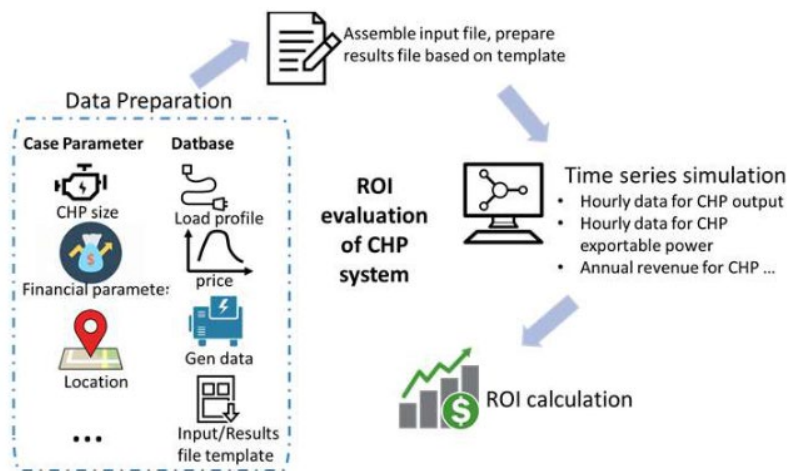 Assemble input file, prepare
results file based on template
Data Preparation
Case Parameter
Datbase
CHP size
Load profile
Financial parameter
price
Location
Gen data
...
Input/Results
file template
ROI
evaluation
of CHP
system
Time series simulation
• Hourly data for CHP output
• Hourly data for CHP
exportable power
• Annual revenue for CHP ...
$
ROI calculation
$